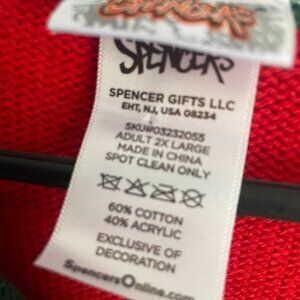 SPENCER'S
SPENCERS
SPENCER GIFTS LLC
EHT, NJ, USA 08234
SKU#03232055
ADULT 2X LARGE
MADE IN CHINA
SPOT CLEAN ONLY
60% COTTON
40% ACRYLIC
EXCLUSIVE OF
DECORATION
SpencersOnline.com